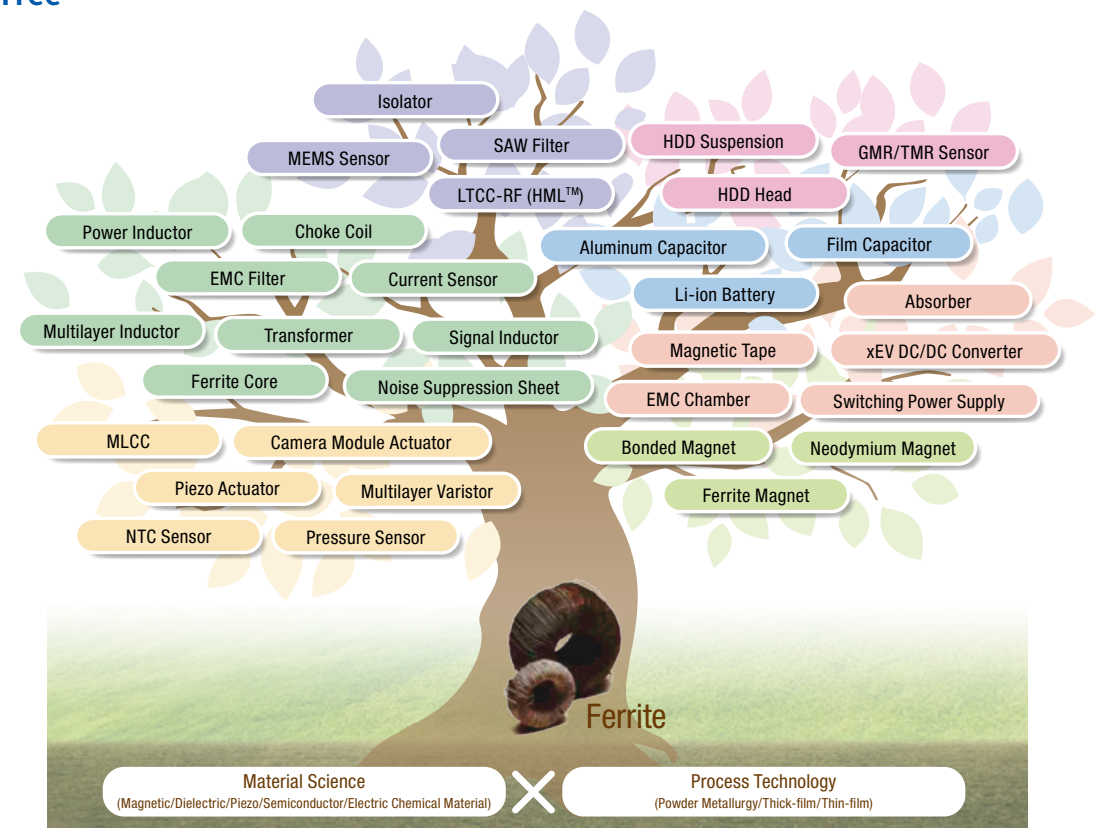 Isolator
SAW Filter
HDD Suspension
GMR/TMR Sensor
MEMS Sensor
LTCC-RF (HML™)
HDD Head
Power Inductor
Choke Coil
Aluminum Capacitor
Film Capacitor
EMC Filter
Current Sensor
Li-ion Battery
Absorber
Multilayer Inductor
Transformer
Signal Inductor
Magnetic Tape
xEV DC/DC Converter
Ferrite Core
Noise Suppression Sheet
EMC Chamber
Switching Power Supply
MLCC
Camera Module Actuator
Bonded Magnet
Neodymium Magnet
Piezo Actuator
Multilayer Varistor
Ferrite Magnet
NTC Sensor
Pressure Sensor
Ferrite
Material Science
(Magnetic/Dielectric/Piezo/Semiconductor/Electric Chemical Material)
Process Technology
(Powder Metallurgy/Thick-film/Thin-film)